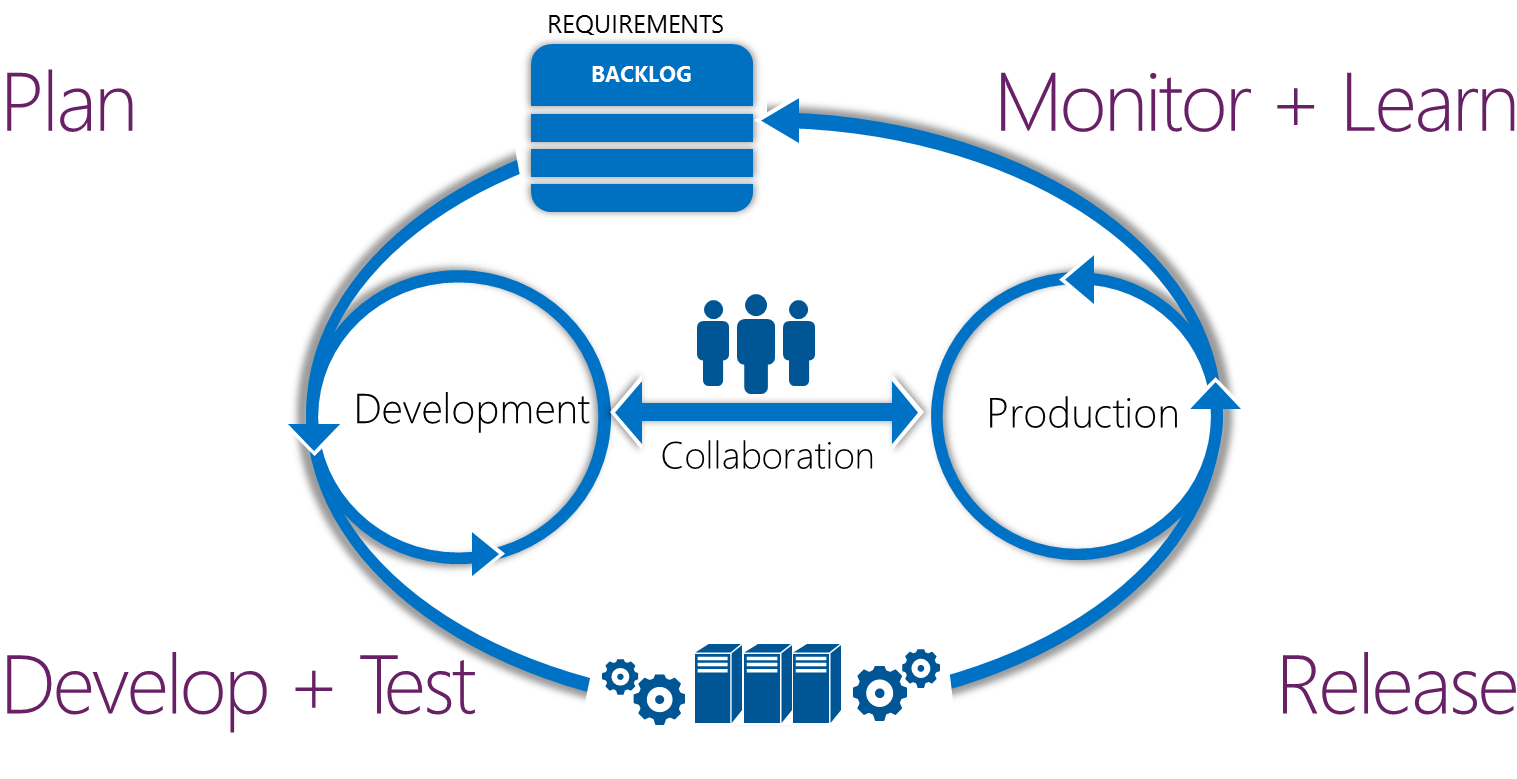 REQUIREMENTS
BACKLOG
Plan
Monitor + Learn
Development
Collaboration
Production
Develop + Test
Release